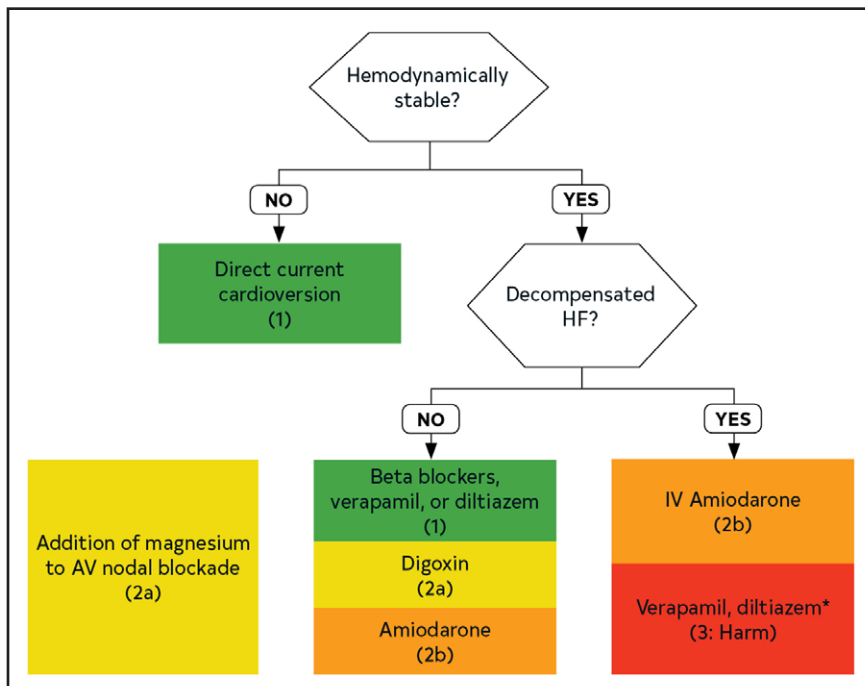 Hemodynamically
stable?
NO
YES
Direct current
cardioversion
(1)
Decompensated
HF?
NO
YES
Addition of magnesium
to AV nodal blockade
(2a)
Beta blockers,
verapamil, or diltiazem
(1)
Digoxin
(2a)
Amiodarone
(2b)
IV Amiodarone
(2b)
Verapamil, diltiazem*
(3: Harm)